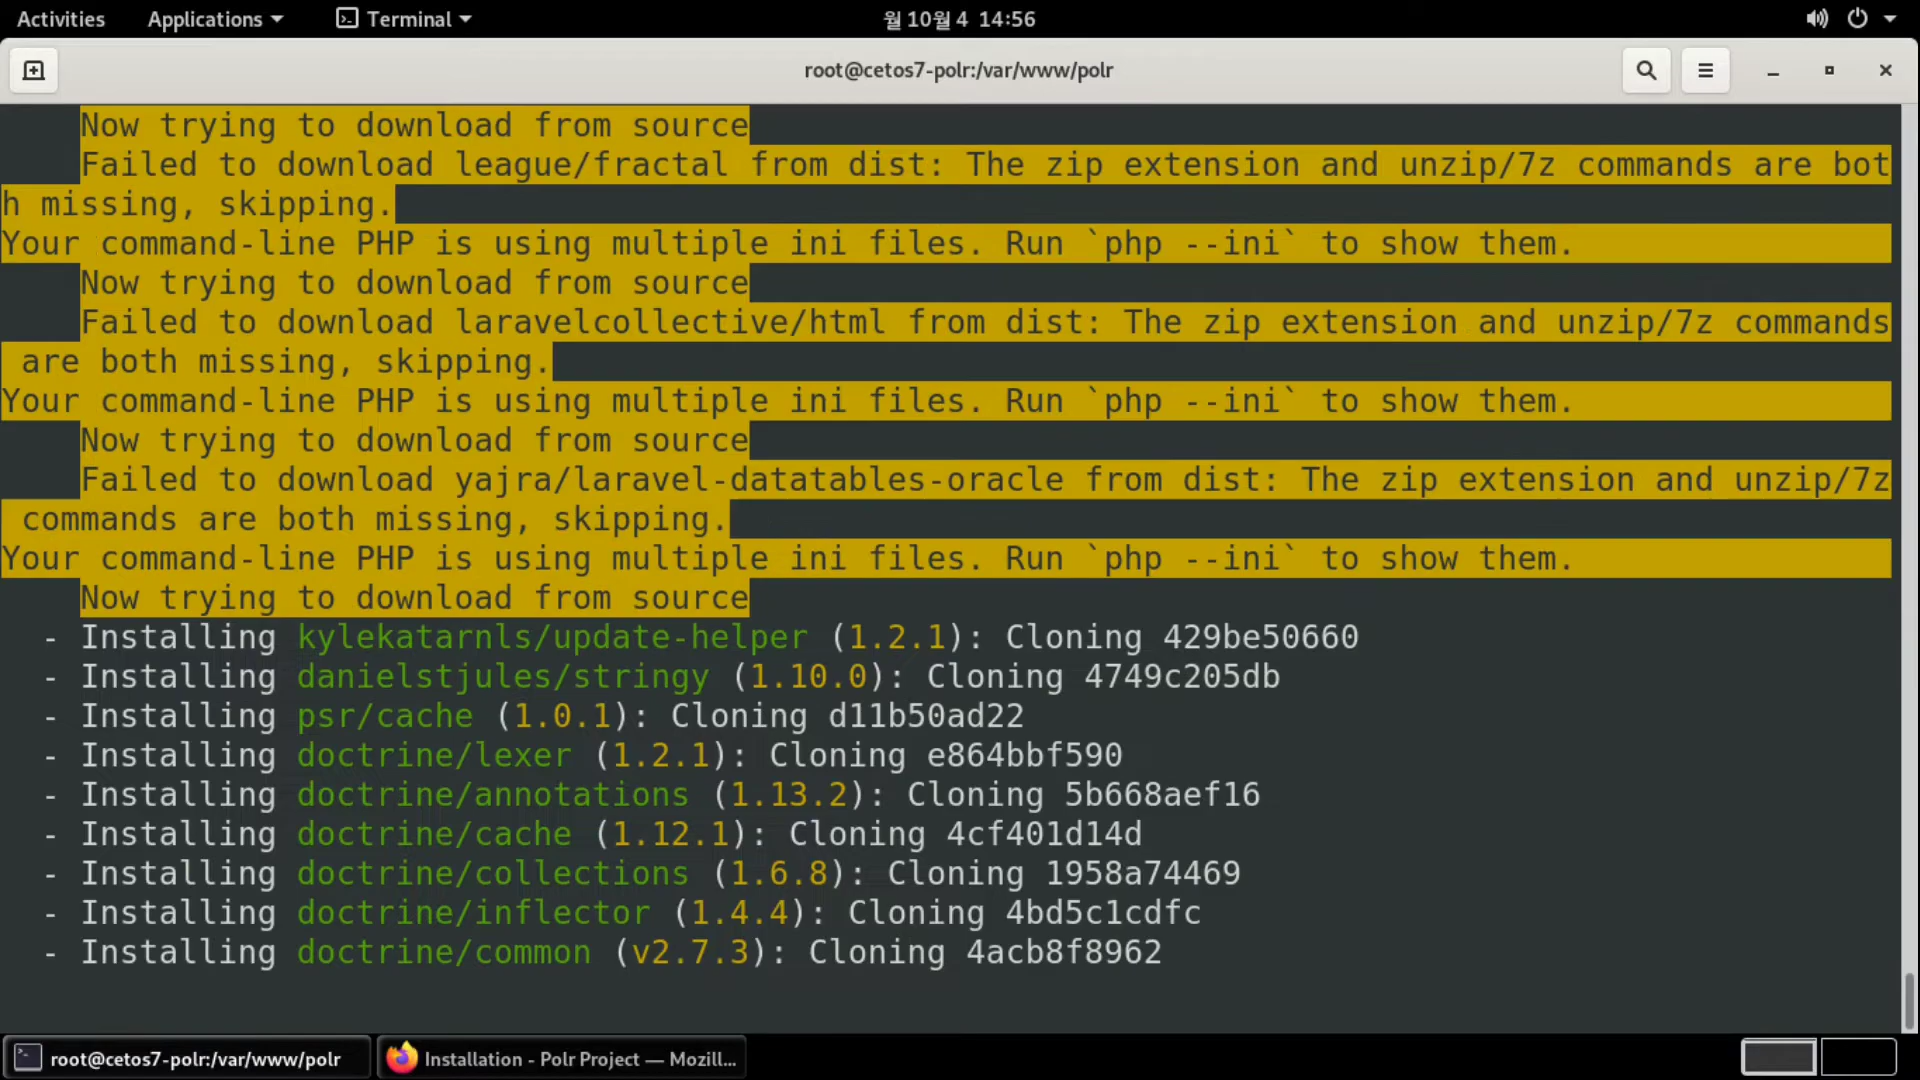 Activities Applications Terminal 월 10월 4 14:56
root@cetos7-polr:/var/www/polr
Now trying to download from source
Failed to download league/fractal from dist: The zip extension and unzip/7z commands are bot
h missing, skipping.
Your command-line PHP is using multiple ini files. Run `php --ini` to show them.
Now trying to download from source
Failed to download laravelcollective/html from dist: The zip extension and unzip/7z commands
are both missing, skipping.
Your command-line PHP is using multiple ini files. Run `php --ini` to show them.
Now trying to download from source
Failed to download yajra/laravel-datatables-oracle from dist: The zip extension and unzip/7z
commands are both missing, skipping.
Your command-line PHP is using multiple ini files. Run `php --ini` to show them.
Now trying to download from source
- Installing kylekatarnls/update-helper (1.2.1): Cloning 429be50660
- Installing danielstjules/stringy (1.10.0): Cloning 4749c205db
- Installing psr/cache (1.0.1): Cloning d11b50ad22
- Installing doctrine/lexer (1.2.1): Cloning e864bbf590
- Installing doctrine/annotations (1.13.2): Cloning 5b668aef16
- Installing doctrine/cache (1.12.1): Cloning 4cf401d14d
- Installing doctrine/collections (1.6.8): Cloning 1958a74469
- Installing doctrine/inflector (1.4.4): Cloning 4bd5c1cdfc
- Installing doctrine/common (v2.7.3): Cloning 4acb8f8962
root@cetos7-polr:/var/www/polr Installation - Polr Project — Mozill...